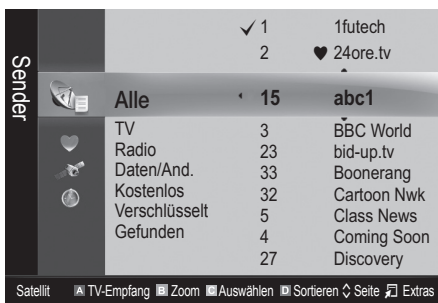 Sender
✓ 1 1futech
2 ♥ 24ore.tv
Alle 15 abc1
TV 3 BBC World
Radio 23 bid-up.tv
Daten/And. 33 Boonerang
Kostenlos 32 Cartoon Nwk
Verschlüsselt 5 Class News
Gefunden 4 Coming Soon
27 Discovery
Satellit A TV-Empfang B Zoom C Auswählen D Sortieren Seite Extras